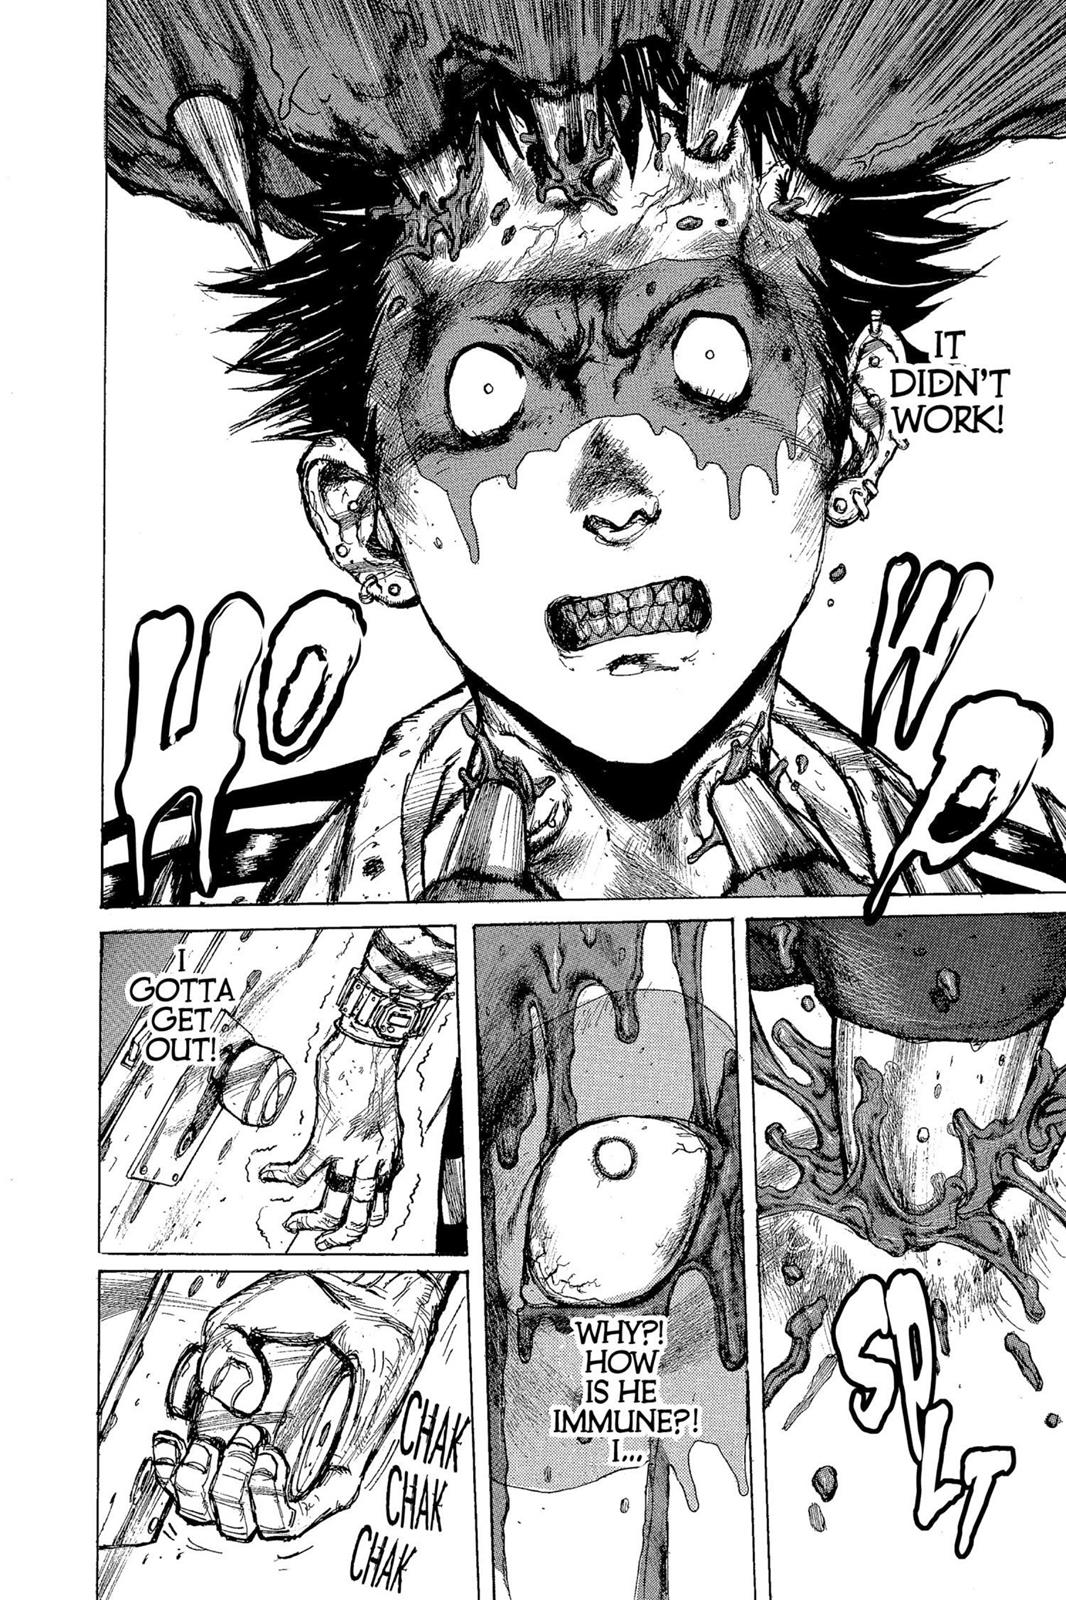 IT
DIDN'T
WORK!
HO
W
P
SPLT
WHY?!
HOW
IS HE
IMMUNE?!
I...
I
GOTTA
GET
OUT!
CHAK
CHAK
CHAK